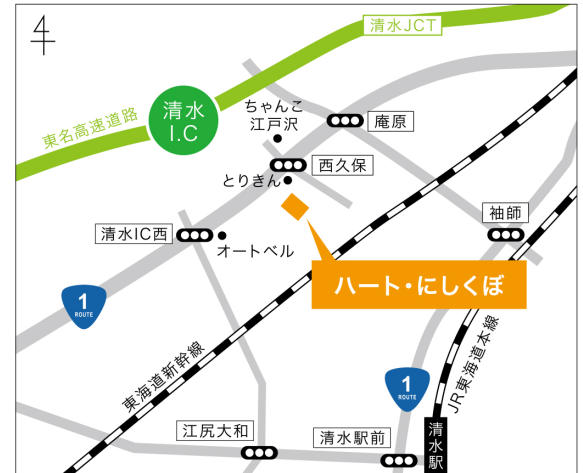 清水JCT
東名高速道路
清水
I.C
ちゃんこ
江戸沢
庵原
西久保
とりきん
袖師
清水IC西
オートベル
ハート・にしくぼ
1
ROUTE
東海道新幹線
JR東海道本線
1
ROUTE
江尻大和
清水駅前
清水駅